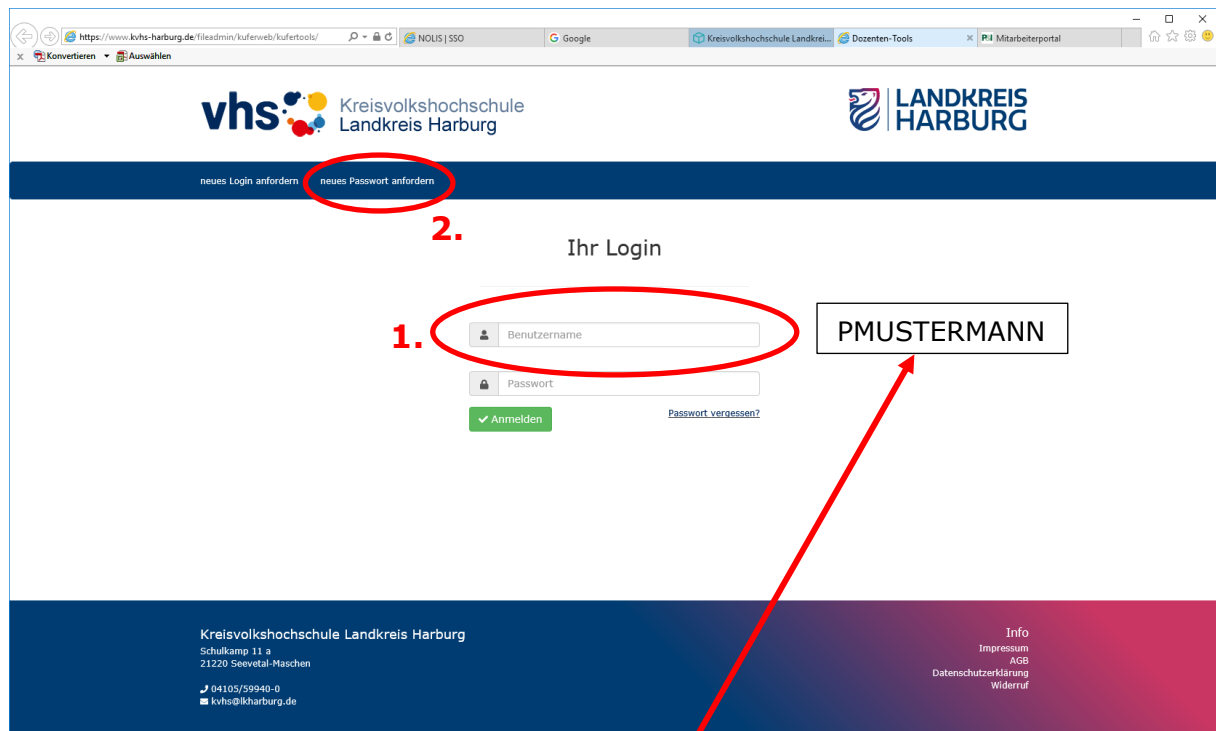 https://www.kvhs-harburg.de/fileadmin/kuferweb/kufertools/
NOLIS | SSO
Google
Kreisvolkshochschule Landkrei...
Dozenten-Tools
Mitarbeiterportal
Konvertieren
Auswählen
vhs
Kreisvolkshochschule
Landkreis Harburg
LANDKREIS
HARBURG
neues Login anfordern
neues Passwort anfordern
2.
Ihr Login
1.
Benutzername
PMUSTERMANN
Passwort
Anmelden
Passwort vergessen?
Kreisvolkshochschule Landkreis Harburg
Schulkamp 11 a
21220 Seevetal-Maschen
04105/59940-0
kvhs@lkharburg.de
Info
Impressum
AGB
Datenschutzerklärung
Widerruf